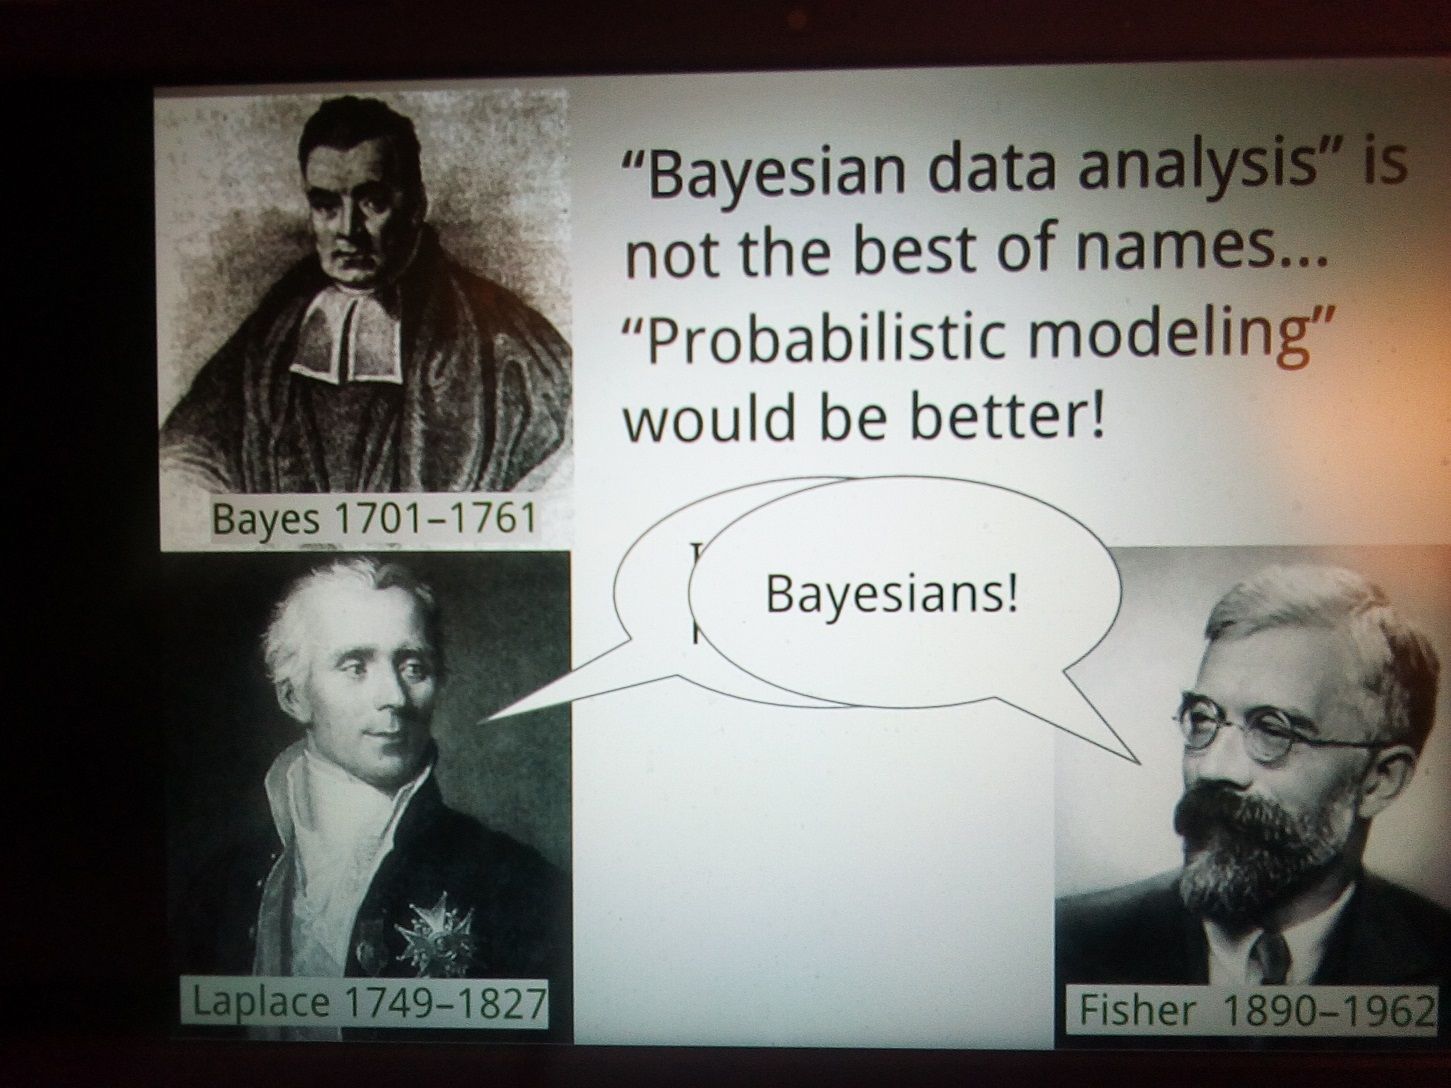 “Bayesian data analysis” is
not the best of names...
“Probabilistic modeling”
would be better!
Bayes 1701–1761
Bayesians!
Laplace 1749–1827
Fisher 1890–1962